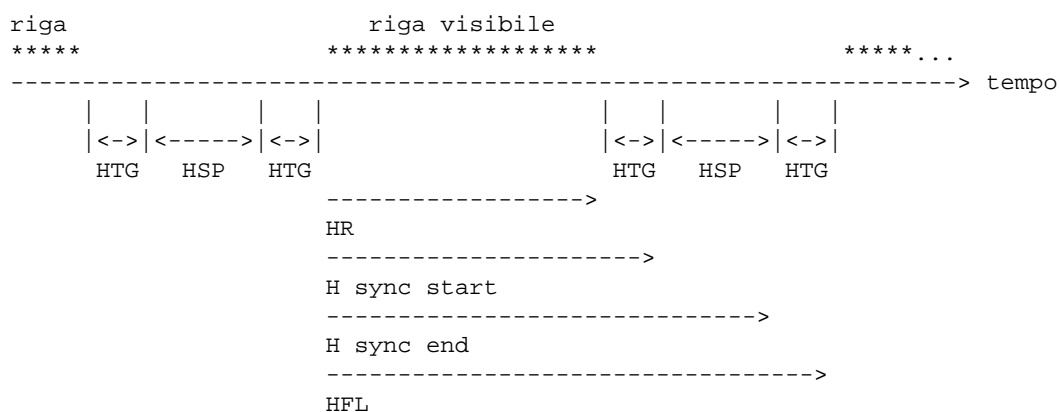 riga riga visibile
***** ******************* *****...
------------------------------------------------------------------> tempo
| | | | | | | |
|<->|<----->|<->| |<->|<----->|<->|
HTG HSP HTG HTG HSP HTG
------------------>
HR
---------------------->
H sync start
------------------------------>
H sync end
---------------------------------->
HFL